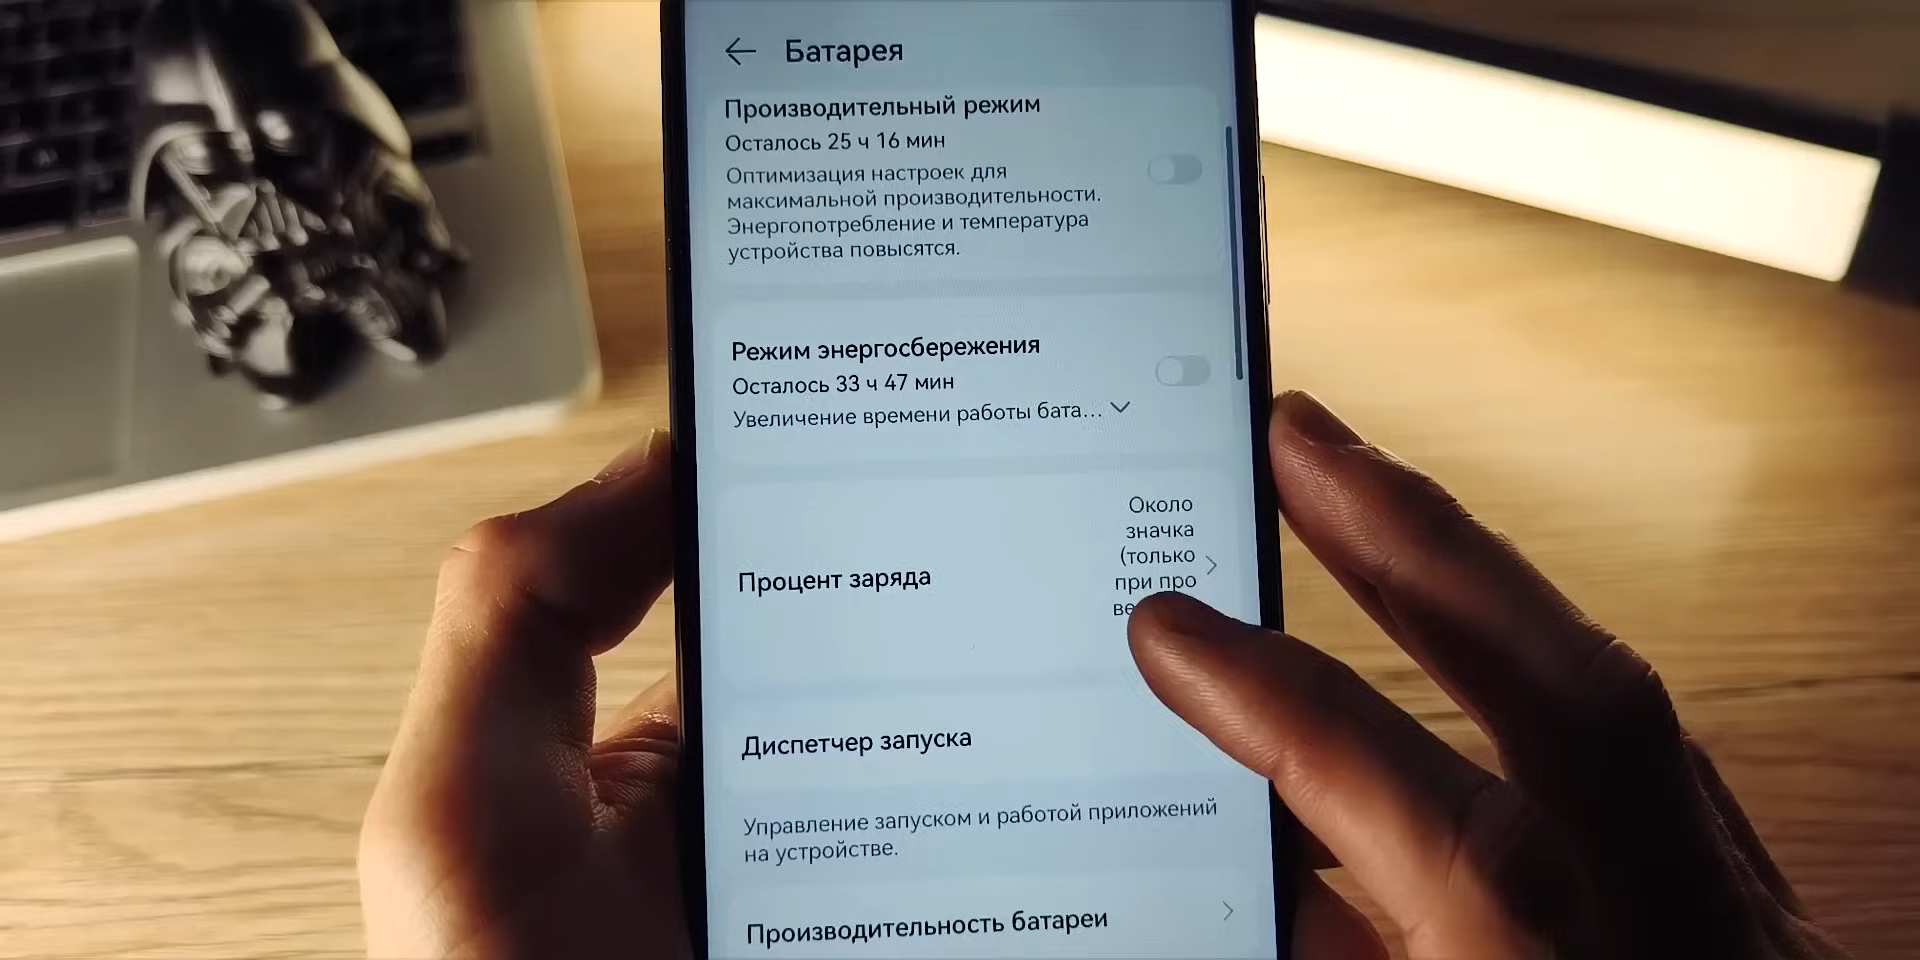 Батарея
Производительный режим
Осталось 25 ч 16 мин
Оптимизация настроек для
максимальной производительности.
Энергопотребление и температура
устройства повысятся.
Режим энергосбережения
Осталось 33 ч 47 мин
Увеличение времени работы бата...
Процент заряда
Около
значка
(только
при про
Диспетчер запуска
Управление запуском и работой приложений
на устройстве.
Производительность батареи